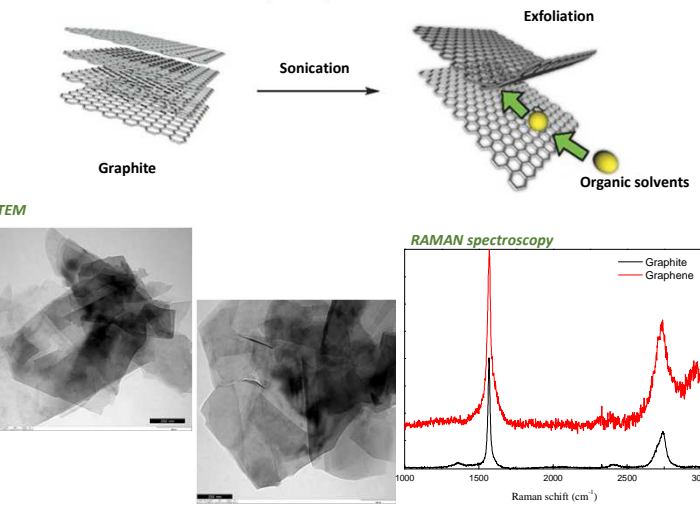 Exfoliation
Sonication
Graphite
Organic solvents
TEM
RAMAN spectroscopy
Graphite
Graphene
1000 1500 2000 2500
Raman schift (cm-1)